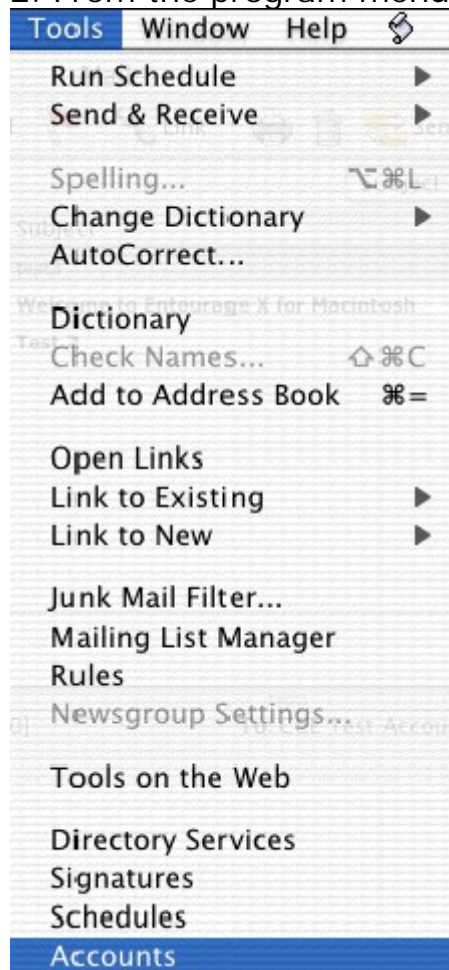 2. From the program menu
Tools Window Help
Run Schedule
Send & Receive
Spelling... ⌥⌘L
Change Dictionary
AutoCorrect...
Dictionary
Check Names... ⇧⌘C
Add to Address Book ⌘=
Open Links
Link to Existing
Link to New
Junk Mail Filter...
Mailing List Manager
Rules
Newsgroup Settings...
Tools on the Web
Directory Services
Signatures
Schedules
Accounts